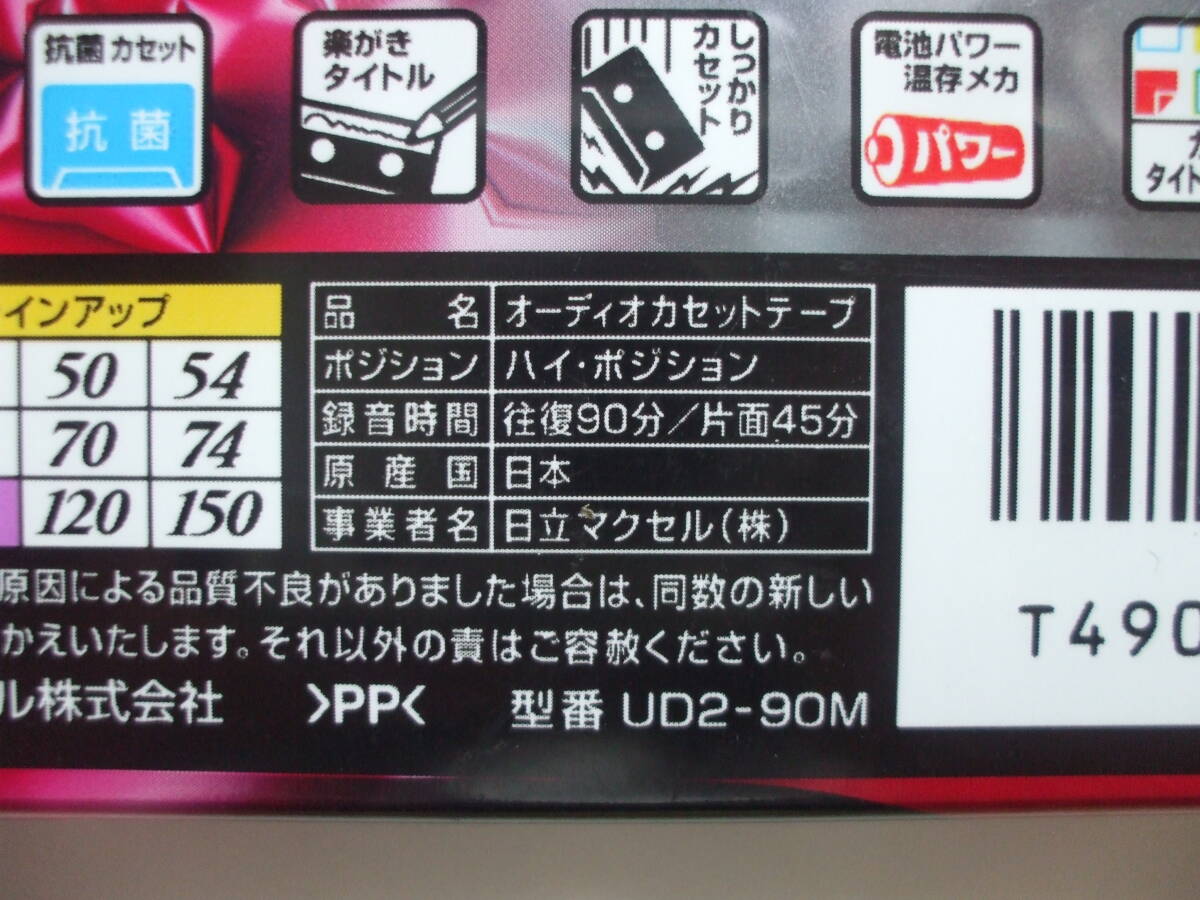 抗菌カセット
抗菌
楽がき
タイトル
しっかり
カセット
電池パワー
温存メカ
パワー
タイト
インアップ
50 54
70 74
120 150
品名 オーディオカセットテープ
ポジション ハイ・ポジション
録音時間 往復90分/片面45分
原産国 日本
事業者名 日立マクセル(株)
原因による品質不良がありました場合は、同数の新しい
かえいたします。それ以外の責はご容赦ください。
ル株式会社 >PP< 型番 UD2-90M
T490